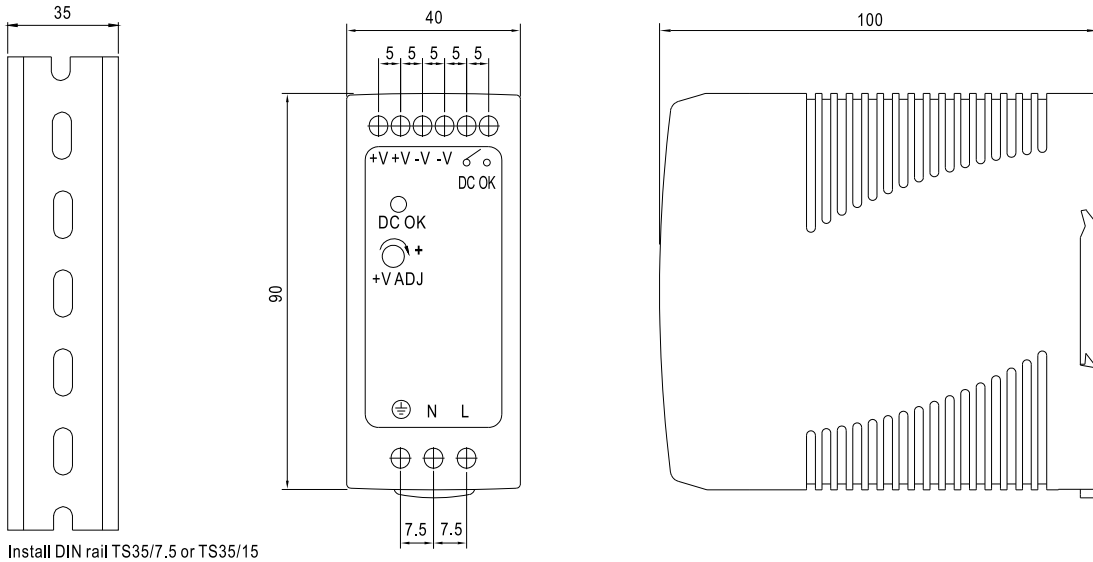 35
40
100
5 5 5 5 5
+V +V -V -V
DC OK
DC OK
+
+V ADJ
90
N L
7.5 7.5
Install DIN rail TS35/7.5 or TS35/15